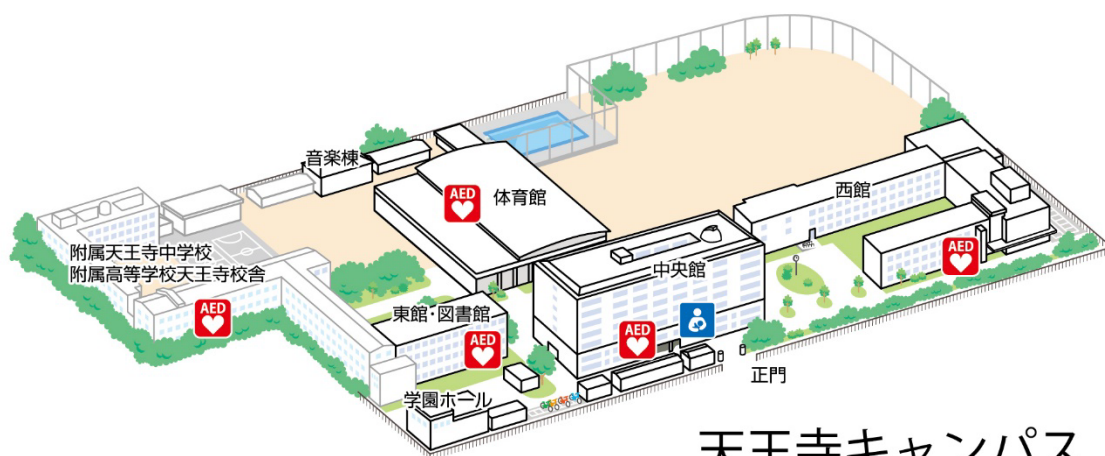 音楽棟
AED
体育館
西館
附属天王寺中学校
附属高等学校天王寺校舎
中央館
AED
AED
東館・図書館
AED
AED
正門
学園ホール
天王寺キャンパス